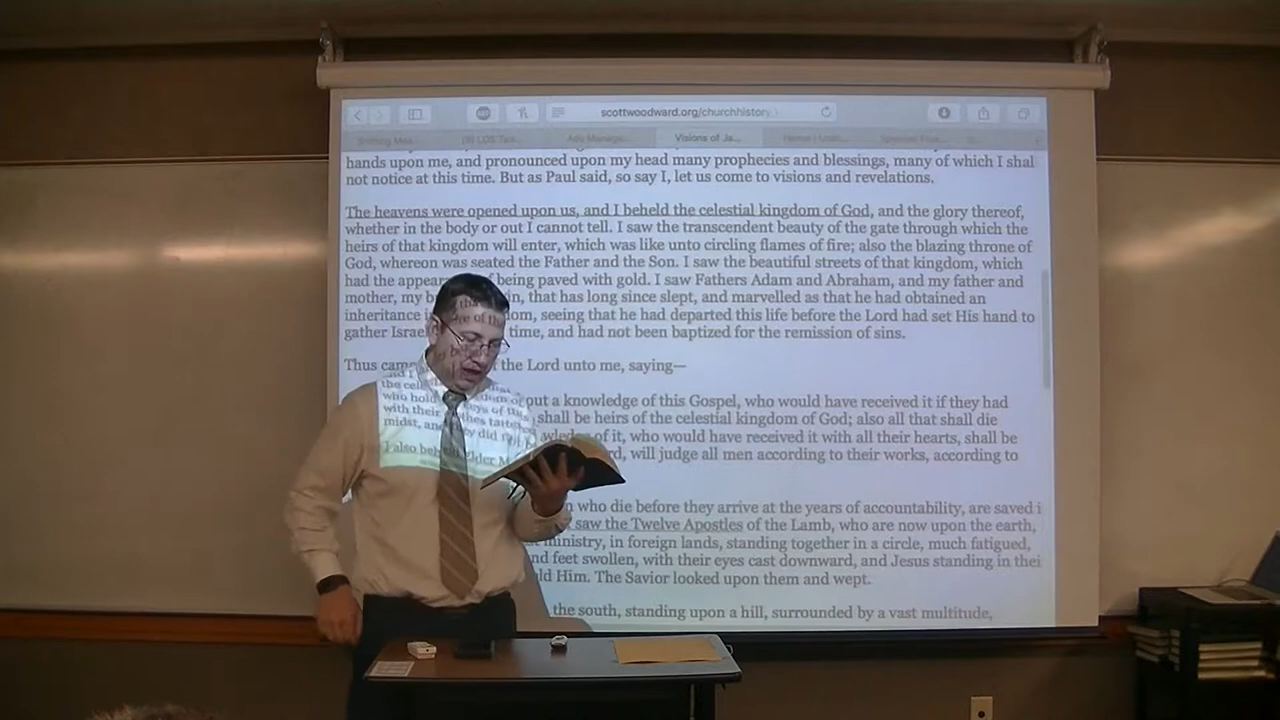 scottwoodward.org/churchhistory
Visions of Ja...
hands upon me, and pronounced upon my head many prophecies and blessings, many of which I shal
not notice at this time. But as Paul said, so say I, let us come to visions and revelations.
The heavens were opened upon us, and I beheld the celestial kingdom of God, and the glory thereof,
whether in the body or out I cannot tell. I saw the transcendent beauty of the gate through which the
heirs of that kingdom will enter, which was like unto circling flames of fire; also the blazing throne of
God, whereon was seated the Father and the Son. I saw the beautiful streets of that kingdom, which
had the appear of being paved with gold. I saw Fathers Adam and Abraham, and my father and
mother, my b in, that has long since slept, and marvelled as that he had obtained an
inheritance i om, seeing that he had departed this life before the Lord had set His hand to
gather Israe time, and had not been baptized for the remission of sins.
Thus came of the Lord unto me, saying—
out a knowledge of this Gospel, who would have received it if they had
shall be heirs of the celestial kingdom of God; also all that shall die
wledge of it, who would have received it with all their hearts, shall be
rd, will judge all men according to their works, according to
n who die before they arrive at the years of accountability, are saved i
saw the Twelve Apostles of the Lamb, who are now upon the earth,
ministry, in foreign lands, standing together in a circle, much fatigued,
nd feet swollen, with their eyes cast downward, and Jesus standing in thei
ld Him. The Savior looked upon them and wept.
the south, standing upon a hill, surrounded by a vast multitude,